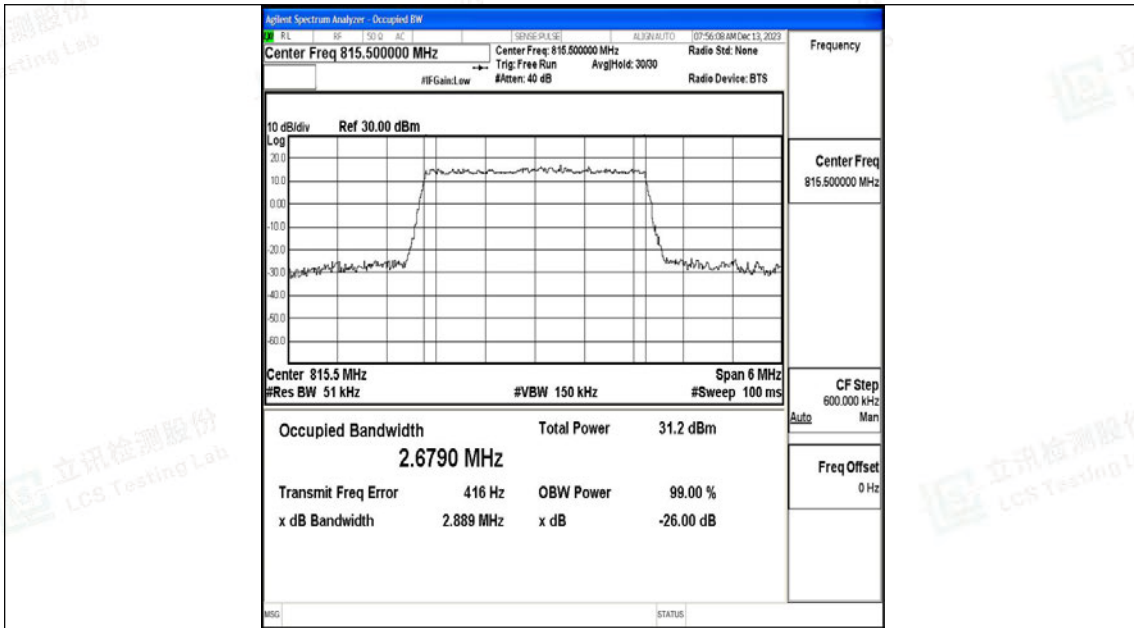 Agilent Spectrum Analyzer - Occupied BW
RL RF 50 Ω AC SENSE:PULSE ALIGN AUTO 07:56:08 AM Dec 13, 2023
Center Freq 815.500000 MHz
Center Freq: 815.500000 MHz
Radio Std: None
Trig: Free Run Avg|Hold: 30/30
#IFGain:Low #Atten: 40 dB Radio Device: BTS
Frequency
10 dB/div Ref 30.00 dBm
Log
20.0
10.0
0.00
-10.0
-20.0
-30.0
-40.0
-50.0
-60.0
Center 815.5 MHz Span 6 MHz
#Res BW 51 kHz #VBW 150 kHz #Sweep 100 ms
Occupied Bandwidth Total Power 31.2 dBm
2.6790 MHz
Transmit Freq Error 416 Hz OBW Power 99.00 %
x dB Bandwidth 2.889 MHz x dB -26.00 dB
Center Freq
815.500000 MHz
CF Step
600.000 kHz
Auto Man
Freq Offset
0 Hz
MSG STATUS
立讯检测股份
LCS Testing Lab
立讯检测股份
LCS Testing L